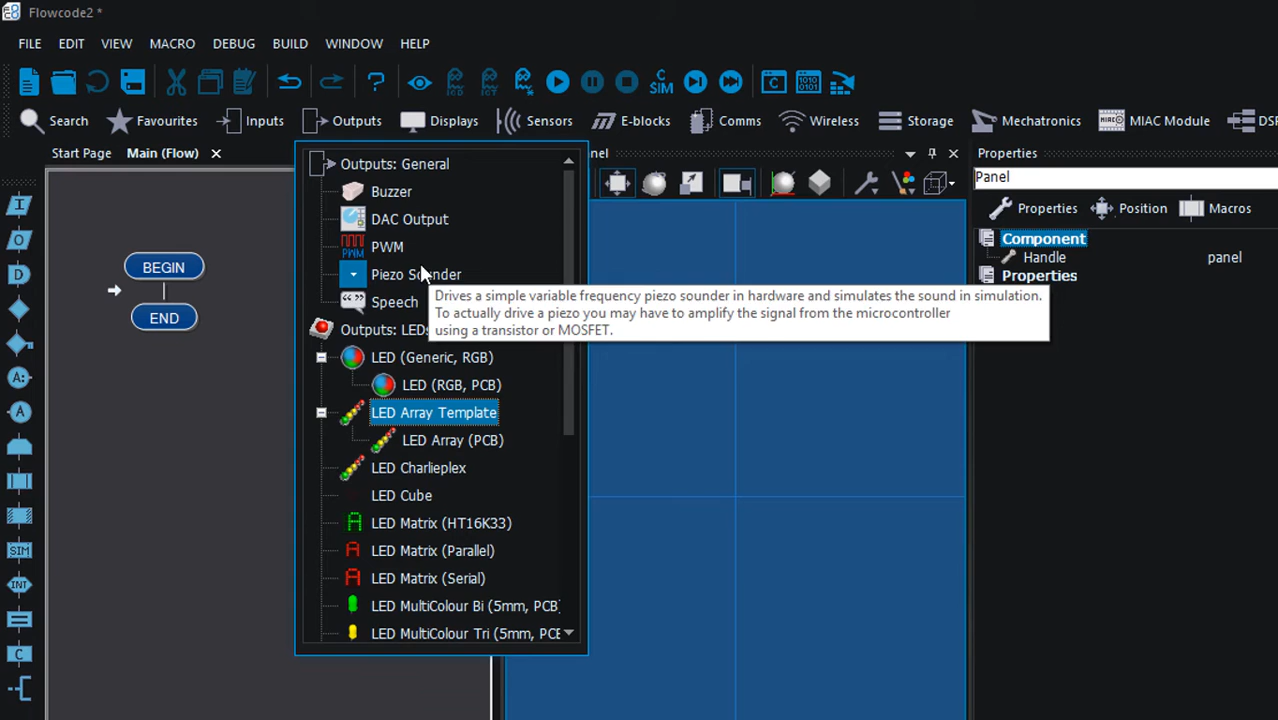 Flowcode2 *
FILE EDIT VIEW MACRO DEBUG BUILD WINDOW HELP
C SIM
Search Favourites Inputs Outputs Displays Sensors E-blocks Comms Wireless Storage Mechatronics MIAC Module DSP
Start Page Main (Flow)
nel
Properties
Panel
Properties Position Macros
Component
Handle panel
Properties
BEGIN
END
Outputs: General
Buzzer
DAC Output
PWM
Piezo Sounder
Speech
Drives a simple variable frequency piezo sounder in hardware and simulates the sound in simulation.
To actually drive a piezo you may have to amplify the signal from the microcontroller
using a transistor or MOSFET.
Outputs: LEDs
LED (Generic, RGB)
LED (RGB, PCB)
LED Array Template
LED Array (PCB)
LED Charlieplex
LED Cube
LED Matrix (HT16K33)
LED Matrix (Parallel)
LED Matrix (Serial)
LED MultiColour Bi (5mm, PCB)
LED MultiColour Tri (5mm, PCE